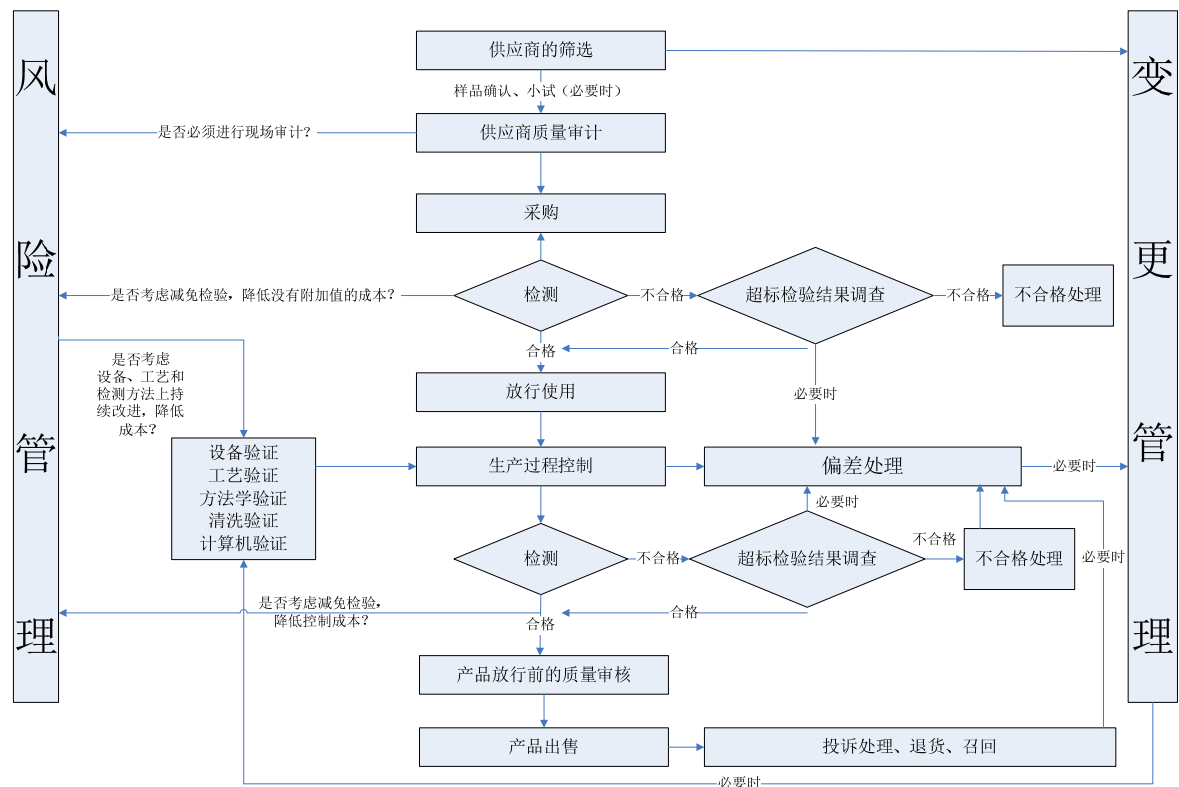 风
险
管
理
变
更
管
理
供应商的筛选
样品确认、小试（必要时）
是否必须进行现场审计？
供应商质量审计
采购
是否考虑减免检验，降低没有附加值的成本？
检测
不合格
超标检验结果调查
不合格
不合格处理
合格
合格
是否考虑
设备、工艺和
检测方法上持
续改进，降低
成本？
放行使用
必要时
设备验证
工艺验证
方法学验证
清洗验证
计算机验证
生产过程控制
偏差处理
必要时
必要时
检测
不合格
超标检验结果调查
不合格
不合格处理
必要时
是否考虑减免检验，
降低控制成本？
合格
合格
产品放行前的质量审核
产品出售
投诉处理、退货、召回
必要时